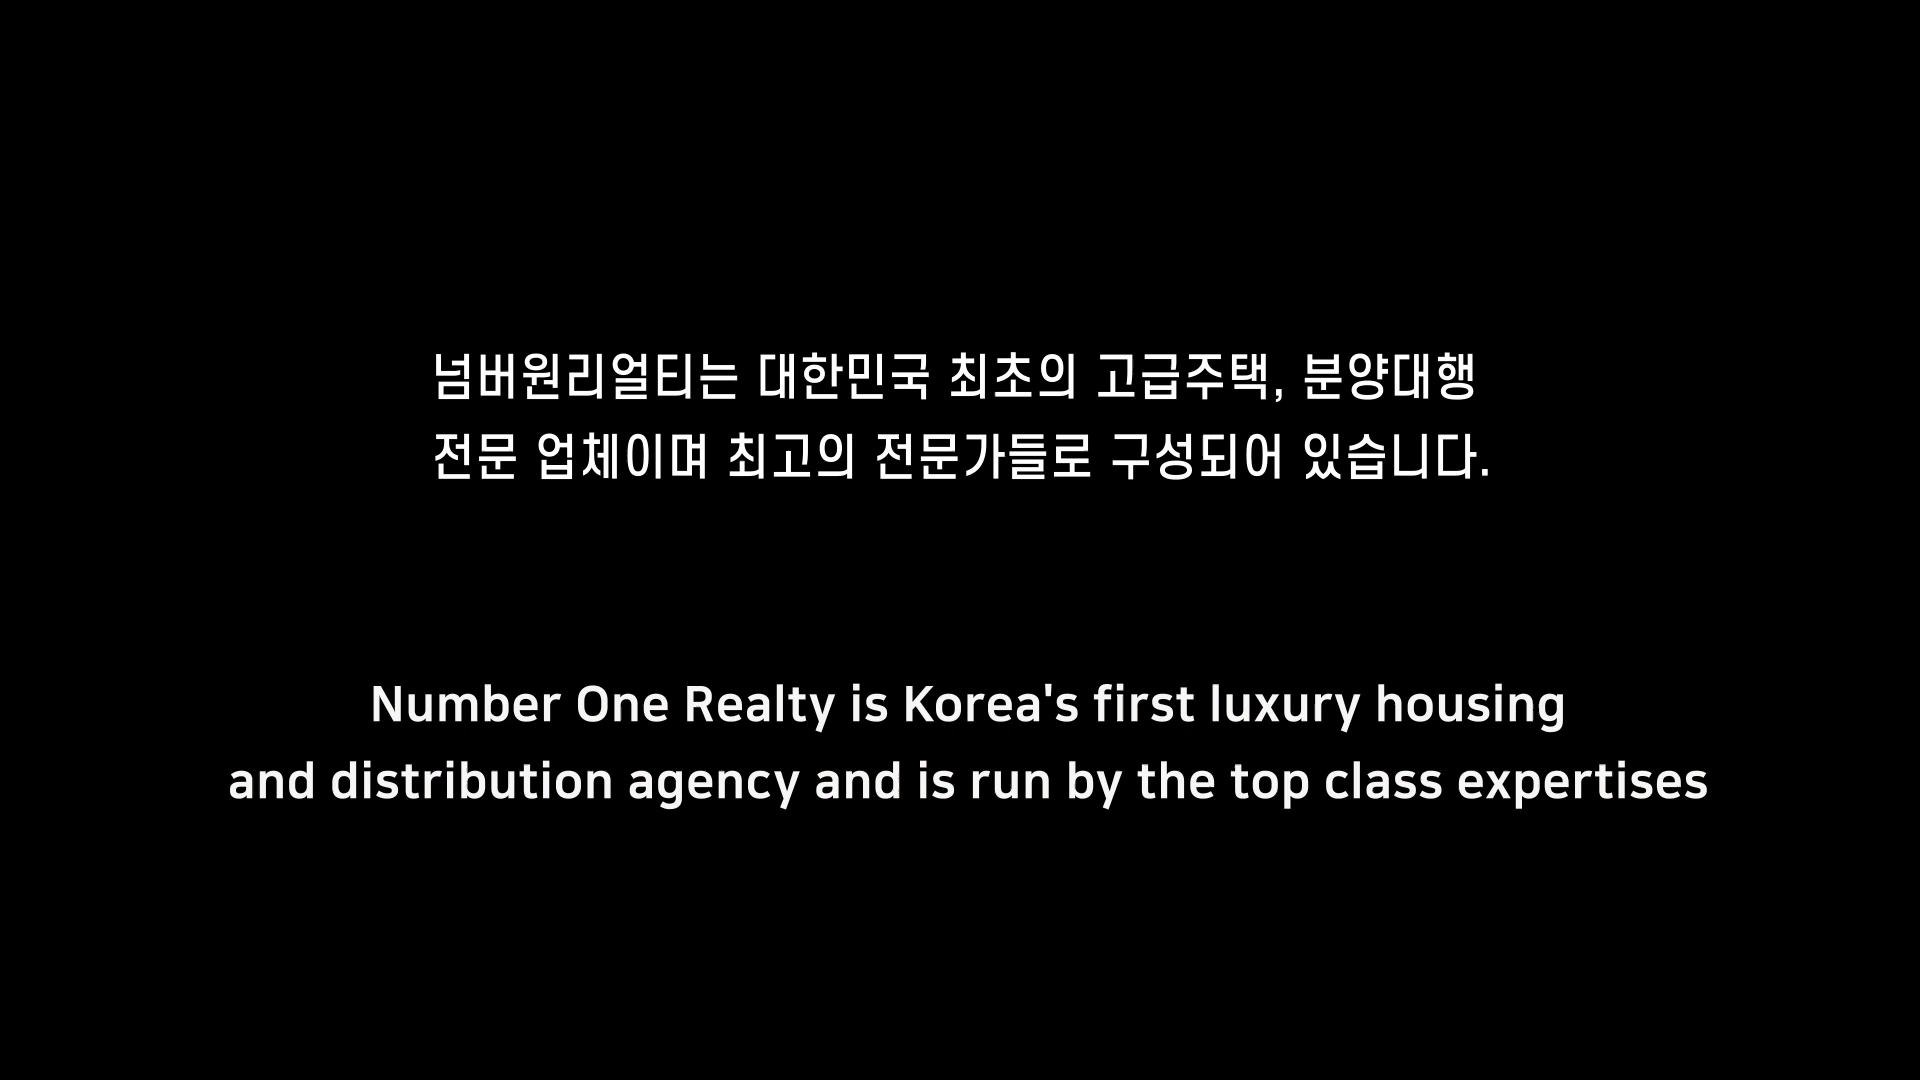 넘버원리얼티는 대한민국 최초의 고급주택, 분양대행
전문 업체이며 최고의 전문가들로 구성되어 있습니다.
Number One Realty is Korea's first luxury housing
and distribution agency and is run by the top class expertises